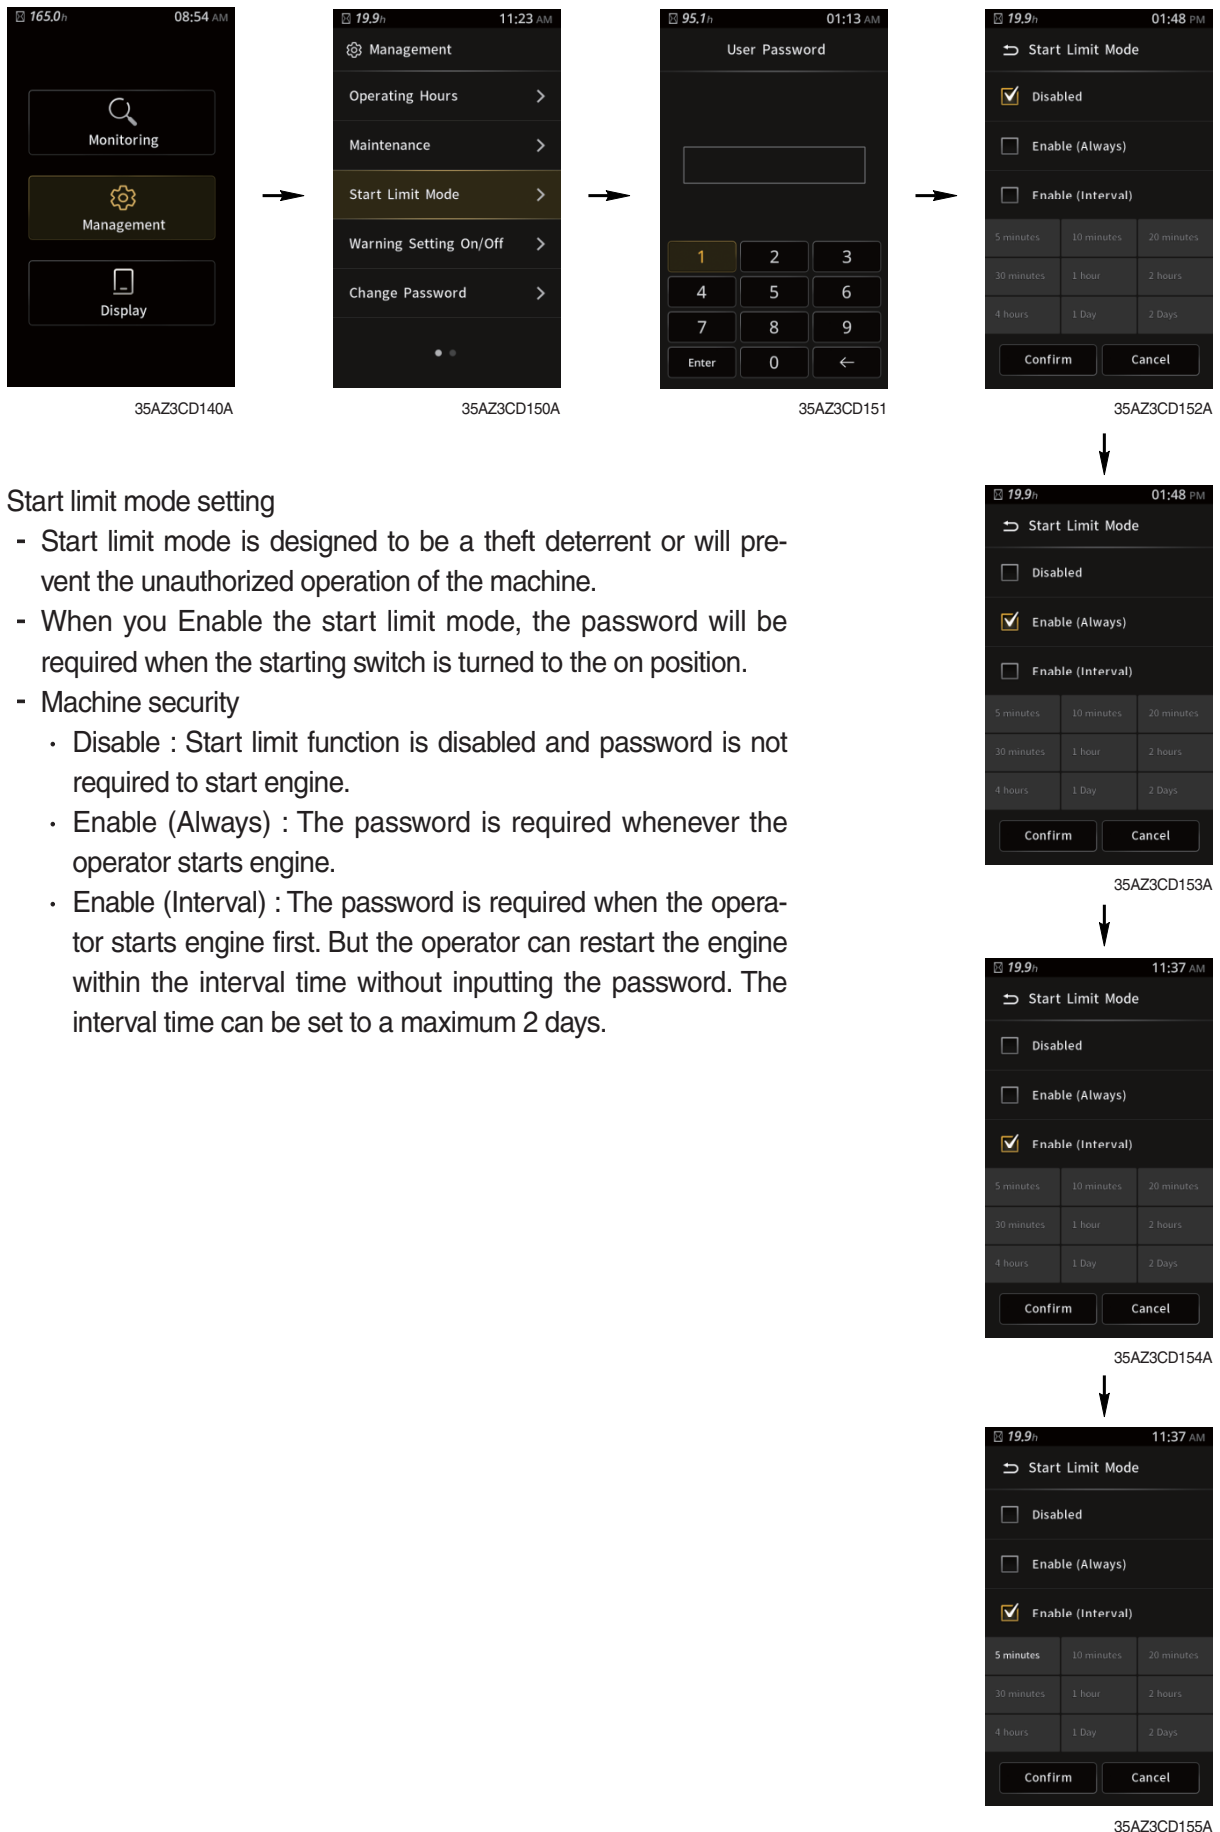 165.0h 08:54 AM
Monitoring
Management
Display
35AZ3CD140A
19.9h 11:23 AM
Management
Operating Hours
Maintenance
Start Limit Mode
Warning Setting On/Off
Change Password
35AZ3CD150A
95.1h 01:13 AM
User Password
1 2 3
4 5 6
7 8 9
Enter 0 ←
35AZ3CD151
19.9h 01:48 PM
Start Limit Mode
Disabled
Enable (Always)
Enable (Interval)
5 minutes 10 minutes 20 minutes
30 minutes 1 hour 2 hours
4 hours 1 Day 2 Days
Confirm Cancel
35AZ3CD152A
Start limit mode setting
- Start limit mode is designed to be a theft deterrent or will pre-
vent the unauthorized operation of the machine.
- When you Enable the start limit mode, the password will be
required when the starting switch is turned to the on position.
- Machine security
· Disable : Start limit function is disabled and password is not
required to start engine.
· Enable (Always) : The password is required whenever the
operator starts engine.
· Enable (Interval) : The password is required when the opera-
tor starts engine first. But the operator can restart the engine
within the interval time without inputting the password. The
interval time can be set to a maximum 2 days.
19.9h 01:48 PM
Start Limit Mode
Disabled
Enable (Always)
Enable (Interval)
5 minutes 10 minutes 20 minutes
30 minutes 1 hour 2 hours
4 hours 1 Day 2 Days
Confirm Cancel
35AZ3CD153A
19.9h 11:37 AM
Start Limit Mode
Disabled
Enable (Always)
Enable (Interval)
5 minutes 10 minutes 20 minutes
30 minutes 1 hour 2 hours
4 hours 1 Day 2 Days
Confirm Cancel
35AZ3CD154A
19.9h 11:37 AM
Start Limit Mode
Disabled
Enable (Always)
Enable (Interval)
5 minutes 10 minutes 20 minutes
30 minutes 1 hour 2 hours
4 hours 1 Day 2 Days
Confirm Cancel
35AZ3CD155A